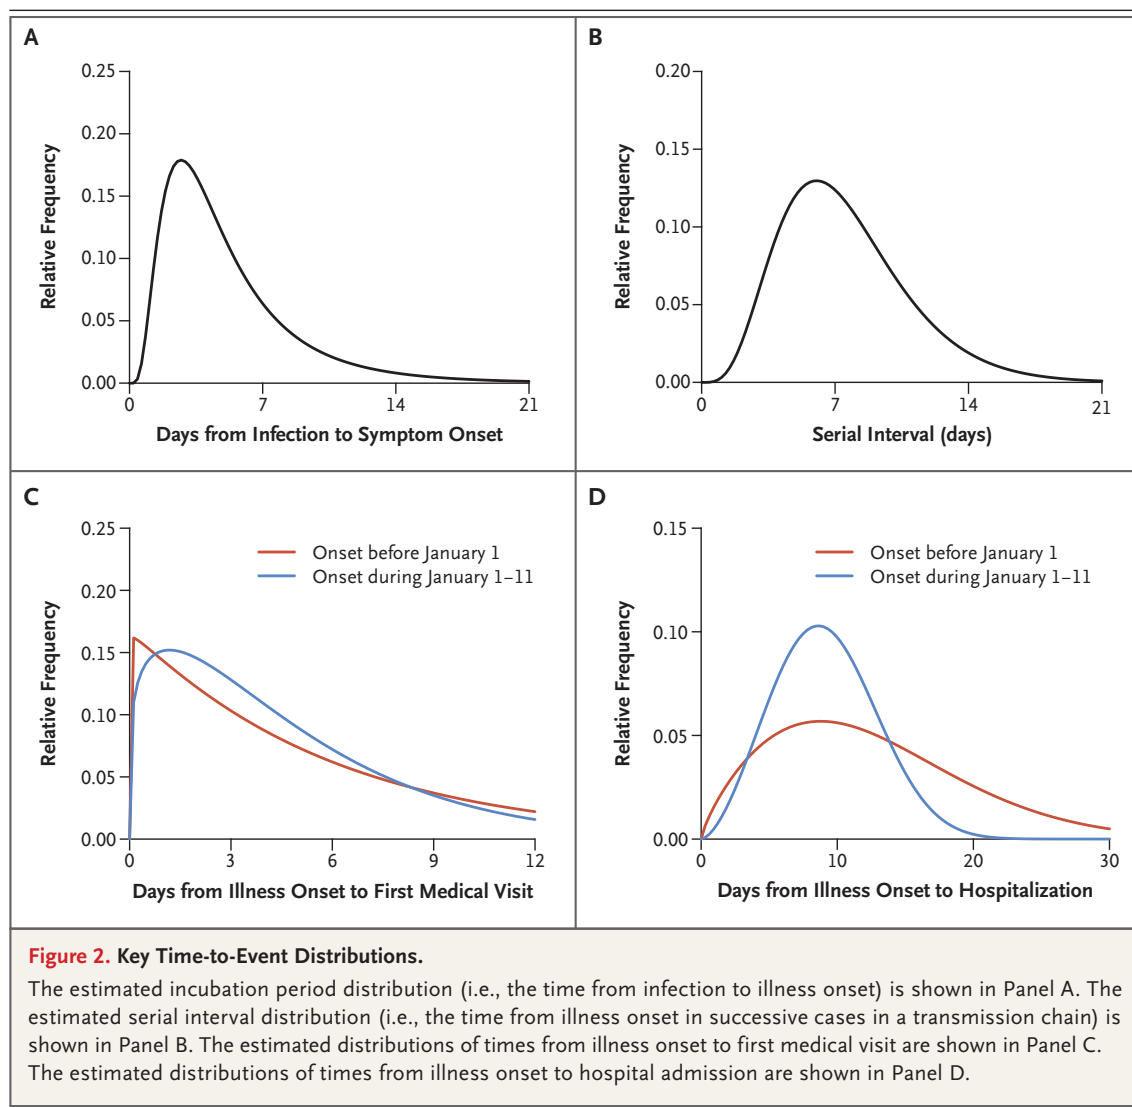 A
0.25
0.20
0.15
0.10
0.05
0.00
Relative Frequency
0
7
14
21
Days from Infection to Symptom Onset
B
0.20
0.15
0.10
0.05
0.00
Relative Frequency
0
7
14
21
Serial Interval (days)
C
0.25
0.20
0.15
0.10
0.05
0.00
Relative Frequency
Onset before January 1
Onset during January 1–11
0
3
6
9
12
Days from Illness Onset to First Medical Visit
D
0.15
0.10
0.05
0.00
Relative Frequency
Onset before January 1
Onset during January 1–11
0
10
20
30
Days from Illness Onset to Hospitalization
Figure 2. Key Time-to-Event Distributions.
The estimated incubation period distribution (i.e., the time from infection to illness onset) is shown in Panel A. The
estimated serial interval distribution (i.e., the time from illness onset in successive cases in a transmission chain) is
shown in Panel B. The estimated distributions of times from illness onset to first medical visit are shown in Panel C.
The estimated distributions of times from illness onset to hospital admission are shown in Panel D.